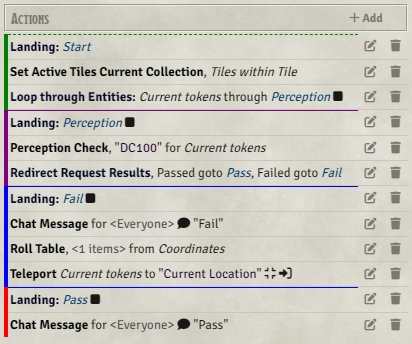 Actions + Add
Landing: Start
Set Active Tiles Current Collection, Tiles within Tile
Loop through Entities: Current tokens through Perception
Landing: Perception
Perception Check, "DC100" for Current tokens
Redirect Request Results, Passed goto Pass, Failed goto Fail
Landing: Fail
Chat Message for <Everyone> "Fail"
Roll Table, <1 items> from Coordinates
Teleport Current tokens to "Current Location"
Landing: Pass
Chat Message for <Everyone> "Pass"